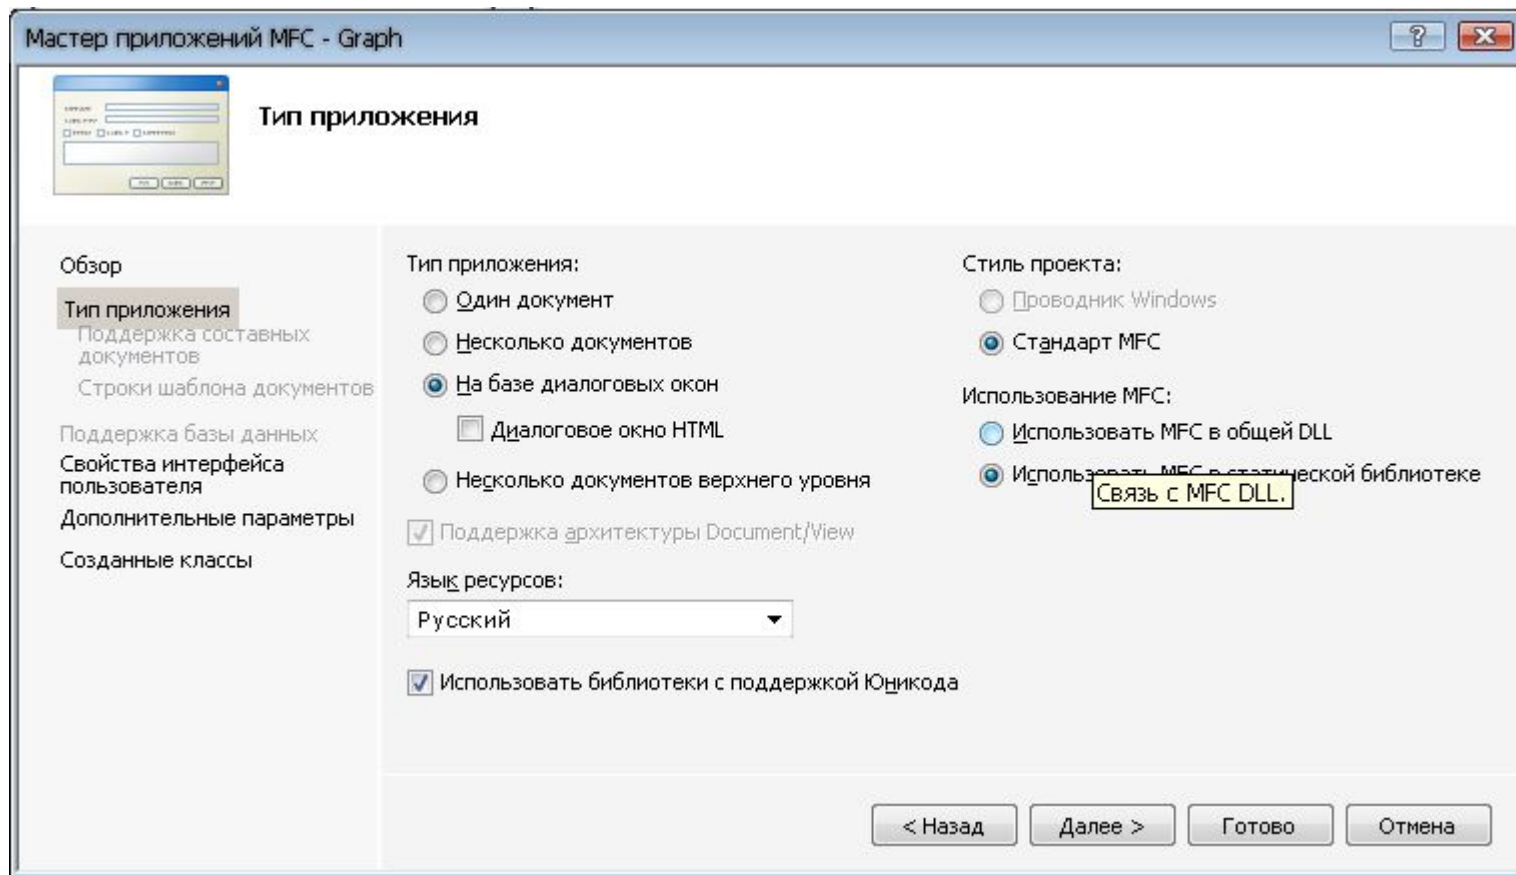 Мастер приложений MFC - Graph
Тип приложения
Обзор
Тип приложения
Поддержка составных
документов
Строки шаблона документов
Поддержка базы данных
Свойства интерфейса
пользователя
Дополнительные параметры
Созданные классы
Тип приложения:
Один документ
Несколько документов
На базе диалоговых окон
Диалоговое окно HTML
Несколько документов верхнего уровня
Поддержка архитектуры Document/View
Язык ресурсов:
Русский
Использовать библиотеки с поддержкой Юникода
Стиль проекта:
Проводник Windows
Стандарт MFC
Использование MFC:
Использовать MFC в общей DLL
Использовать MFC в статической библиотеке
Связь с MFC DLL.
< Назад
Далее >
Готово
Отмена